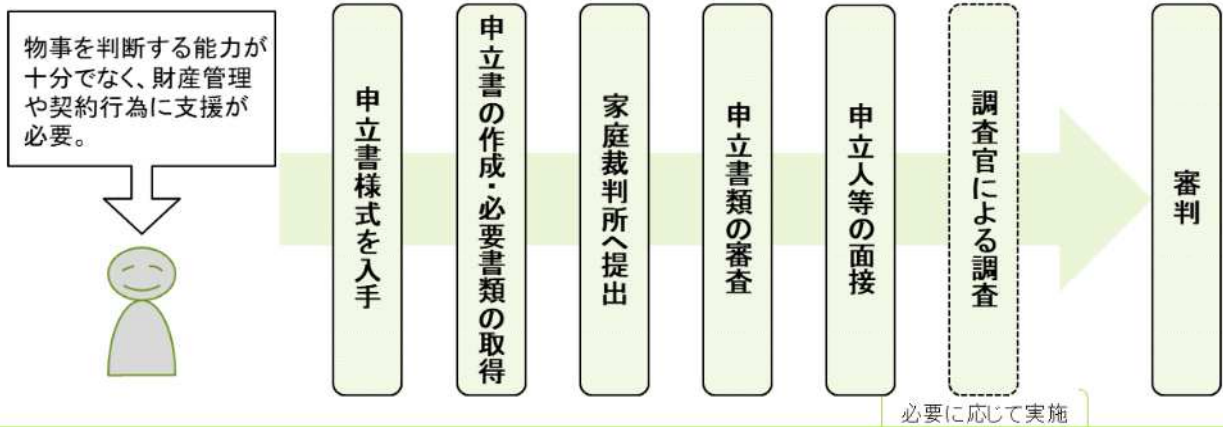 物事を判断する能力が
十分でなく、財産管理
や契約行為に支援が
必要。
申立書様式を入手
申立書の作成・必要書類の取得
家庭裁判所へ提出
申立書類の審査
申立人等の面接
調査官による調査
審判
必要に応じて実施